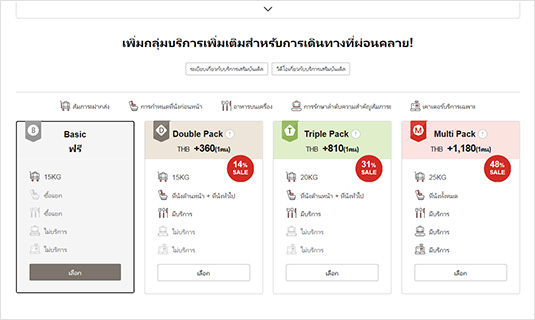 เพิ่มกลุ่มบริการเพิ่มเติมสำหรับการเดินทางที่ผ่อนคลาย!
ระเบียบเกี่ยวกับบริการเสริมบันเดิล วิดีโอเกี่ยวกับบริการเสริมบันเดิล
สัมภาระฝากส่ง การกำหนดที่นั่งก่อนหน้า อาหารบนเครื่อง การรักษาลำดับความสำคัญสัมภาระ เคาเตอร์บริการเฉพาะ
B Basic ฟรี
15KG
ซื้อแยก
ซื้อแยก
ไม่บริการ
ไม่บริการ
เลือก
D Double Pack
THB +360(1คน)
14% SALE
15KG
ที่นั่งด้านหน้า + ที่นั่งทั่วไป
มีบริการ
ไม่บริการ
ไม่บริการ
เลือก
T Triple Pack
THB +810(1คน)
31% SALE
20KG
ที่นั่งด้านหน้า + ที่นั่งทั่วไป
มีบริการ
ไม่บริการ
ไม่บริการ
เลือก
M Multi Pack
THB +1,180(1คน)
48% SALE
25KG
ที่นั่งทั้งหมด
มีบริการ
มีบริการ
มีบริการ
เลือก